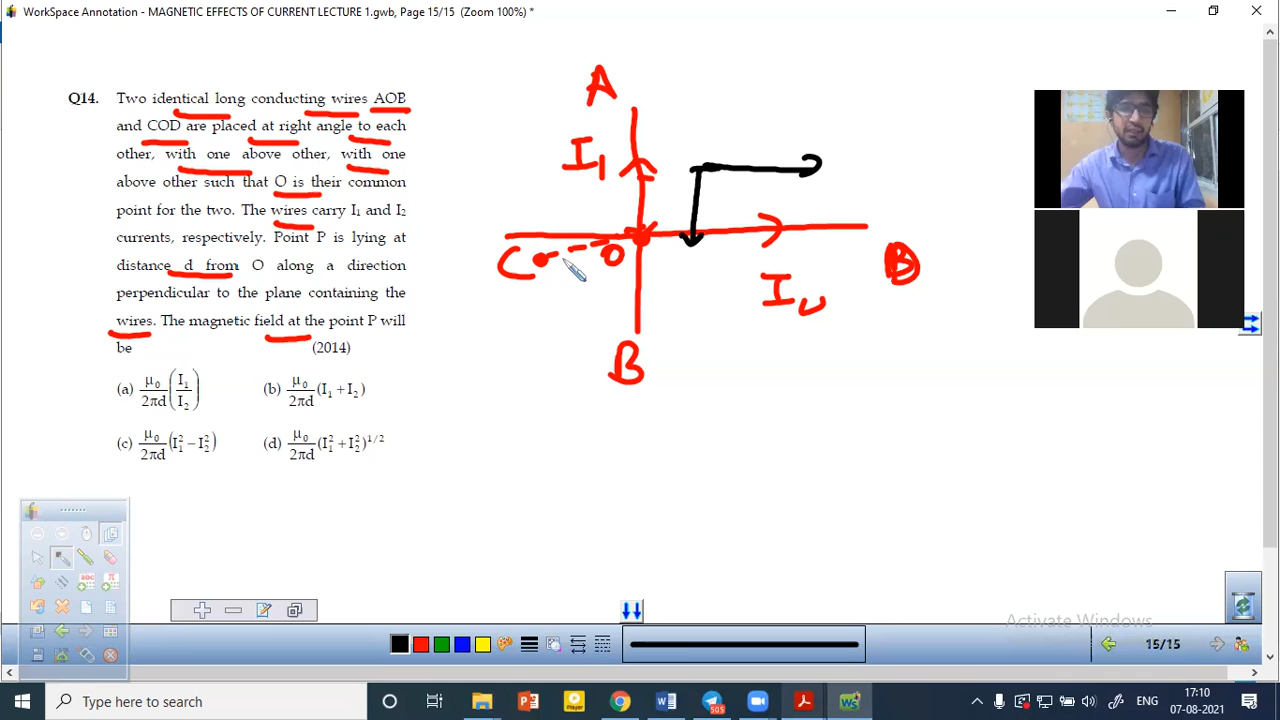 WorkSpace Annotation - MAGNETIC EFFECTS OF CURRENT LECTURE 1.gwb, Page 15/15 (Zoom 100%) *
Q14. Two identical long conducting wires AOB
and COD are placed at right angle to each
other, with one above other, with one
above other such that O is their common
point for the two. The wires carry I₁ and I₂
currents, respectively. Point P is lying at
distance d from O along a direction
perpendicular to the plane containing the
wires. The magnetic field at the point P will
be (2014)
(a) μ₀/2πd (I₁/I₂) (b) μ₀/2πd (I₁ + I₂)
(c) μ₀/2πd (I₁² − I₂²) (d) μ₀/2πd (I₁² + I₂²)^1/2
A
I₁
C O
B
Activate Windows
15/15
Type here to search
ENG
17:10
07-08-2021